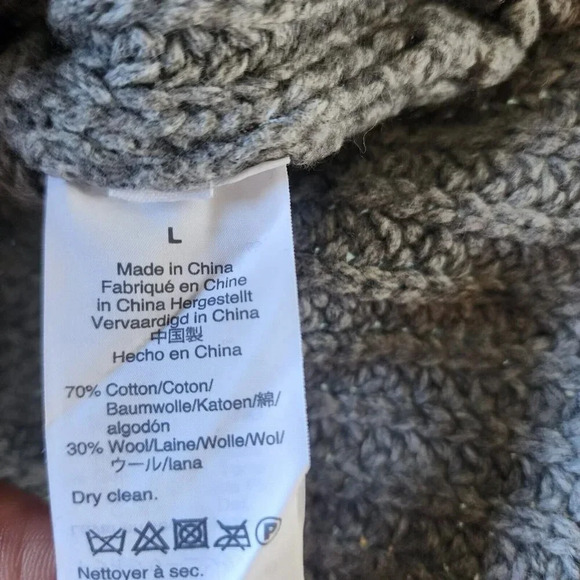 L
Made in China
Fabriqué en Chine
in China Hergestellt
Vervaardigd in China
中国製
Hecho en China
70% Cotton/Coton/
Baumwolle/Katoen/綿/
algodón
30% Wool/Laine/Wolle/Wol/
ウール/lana
Dry clean.
P
Nettoyer à sec.